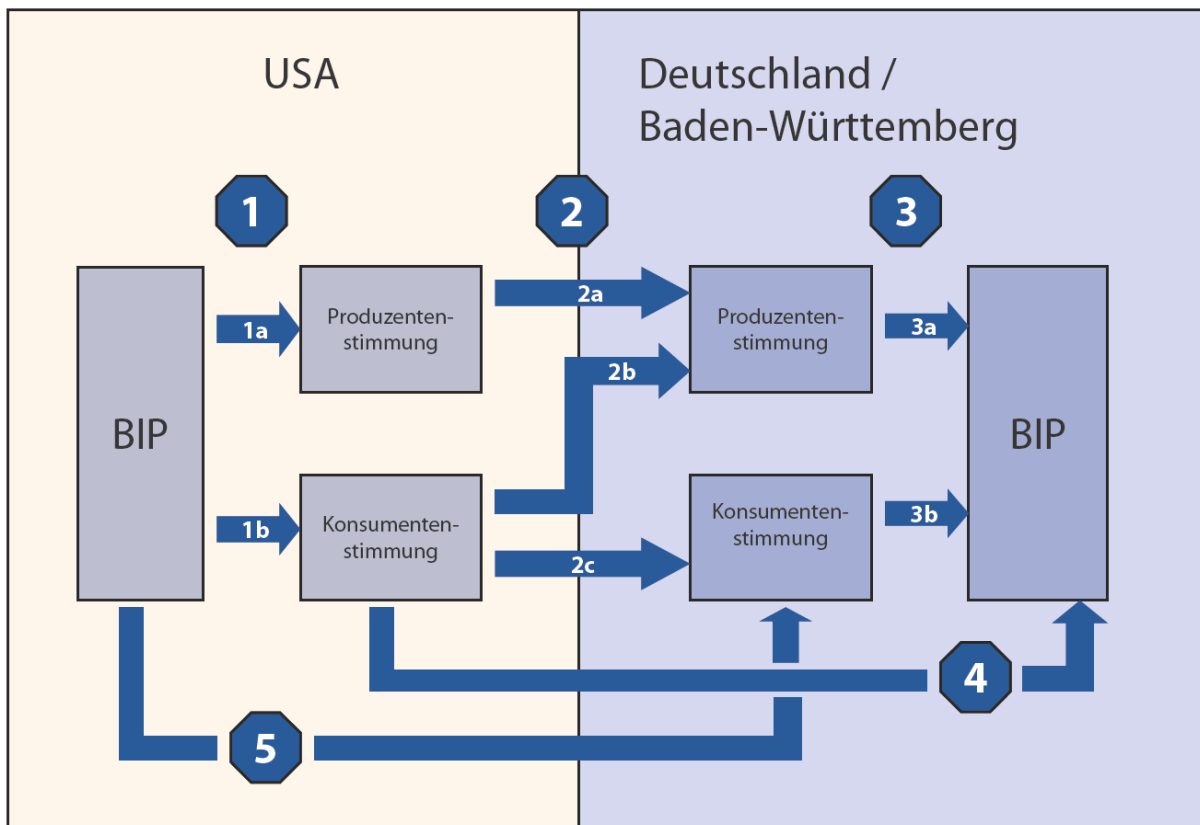 USA
Deutschland /
Baden-Württemberg
1
2
3
BIP
1a
1b
Produzenten-
stimmung
Konsumenten-
stimmung
2a
2b
2c
Produzenten-
stimmung
Konsumenten-
stimmung
3a
3b
BIP
4
5